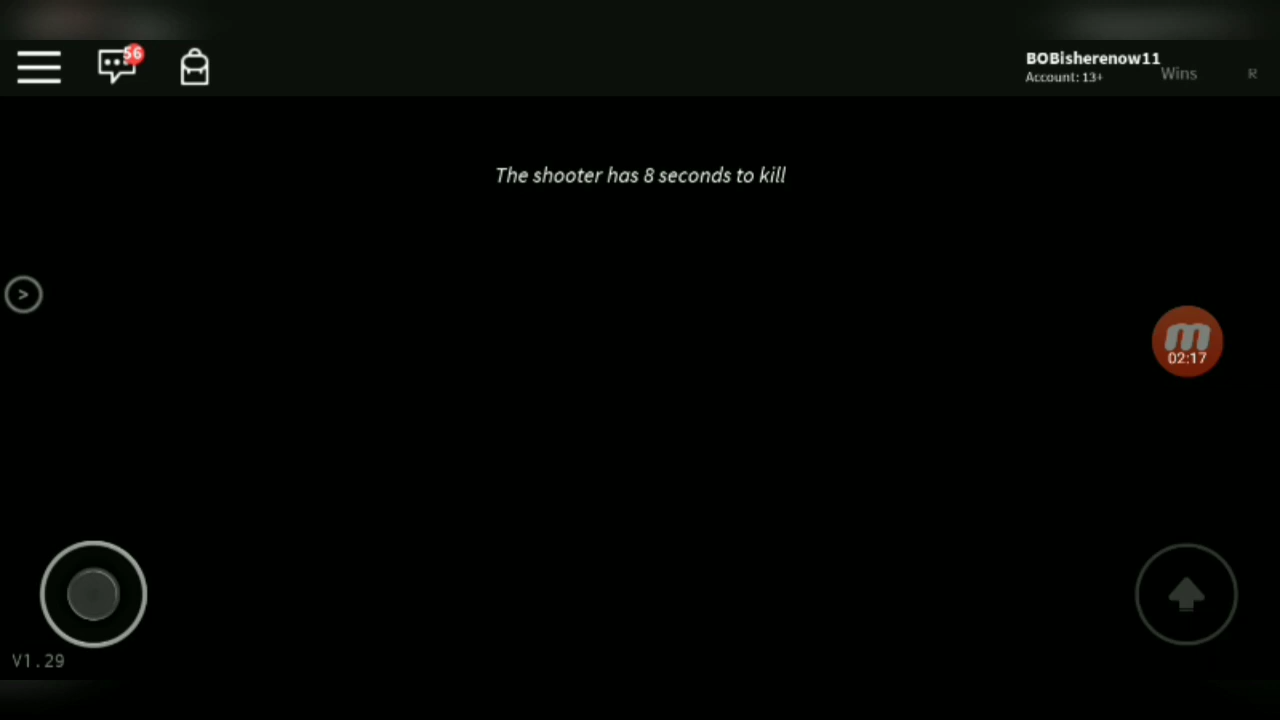 56
BOBisherenow11
Account: 13+
Wins
R
The shooter has 8 seconds to kill
>
m
02:17
V1.29